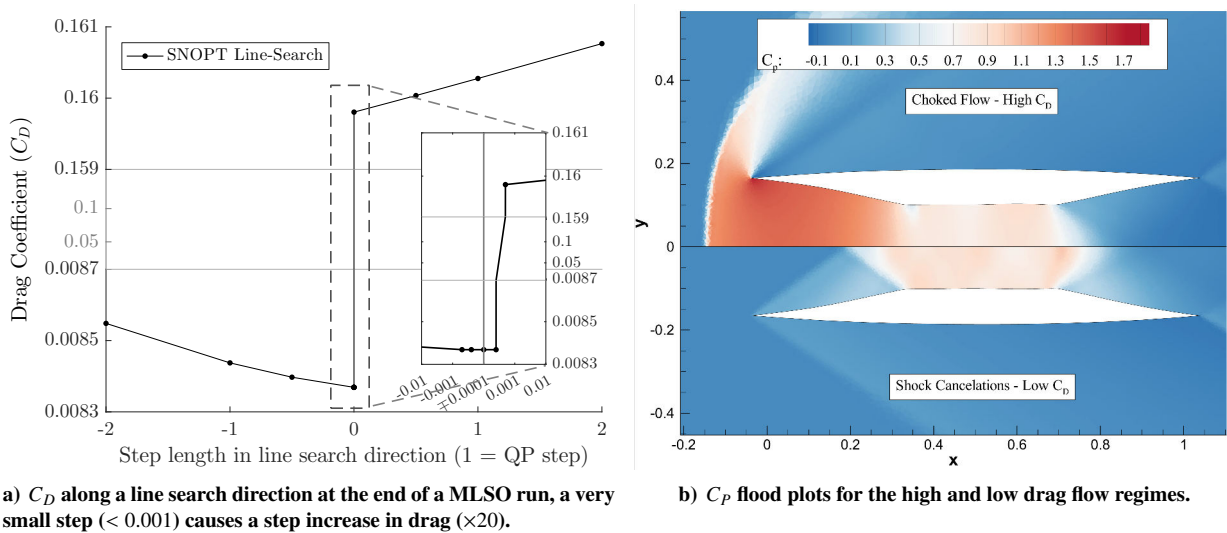 0.161
SNOPT Line-Search
0.16
0.159
0.1
0.05
0.0087
0.0085
0.0083
Drag Coefficient (C_D)
0.161
0.16
0.159
0.1
0.05
0.0087
0.0085
0.0083
-0.01
-0.001
∓0.0001
0.001
0.01
-2
-1
0
1
2
Step length in line search direction (1 = QP step)
C_p: -0.1 0.1 0.3 0.5 0.7 0.9 1.1 1.3 1.5 1.7
Choked Flow - High C_D
Shock Cancelations - Low C_D
0.4
0.2
0
-0.2
-0.4
y
-0.2 0 0.2 0.4 0.6 0.8 1
x
a) C_D along a line search direction at the end of a MLSO run, a very
small step (< 0.001) causes a step increase in drag (×20).
b) C_P flood plots for the high and low drag flow regimes.